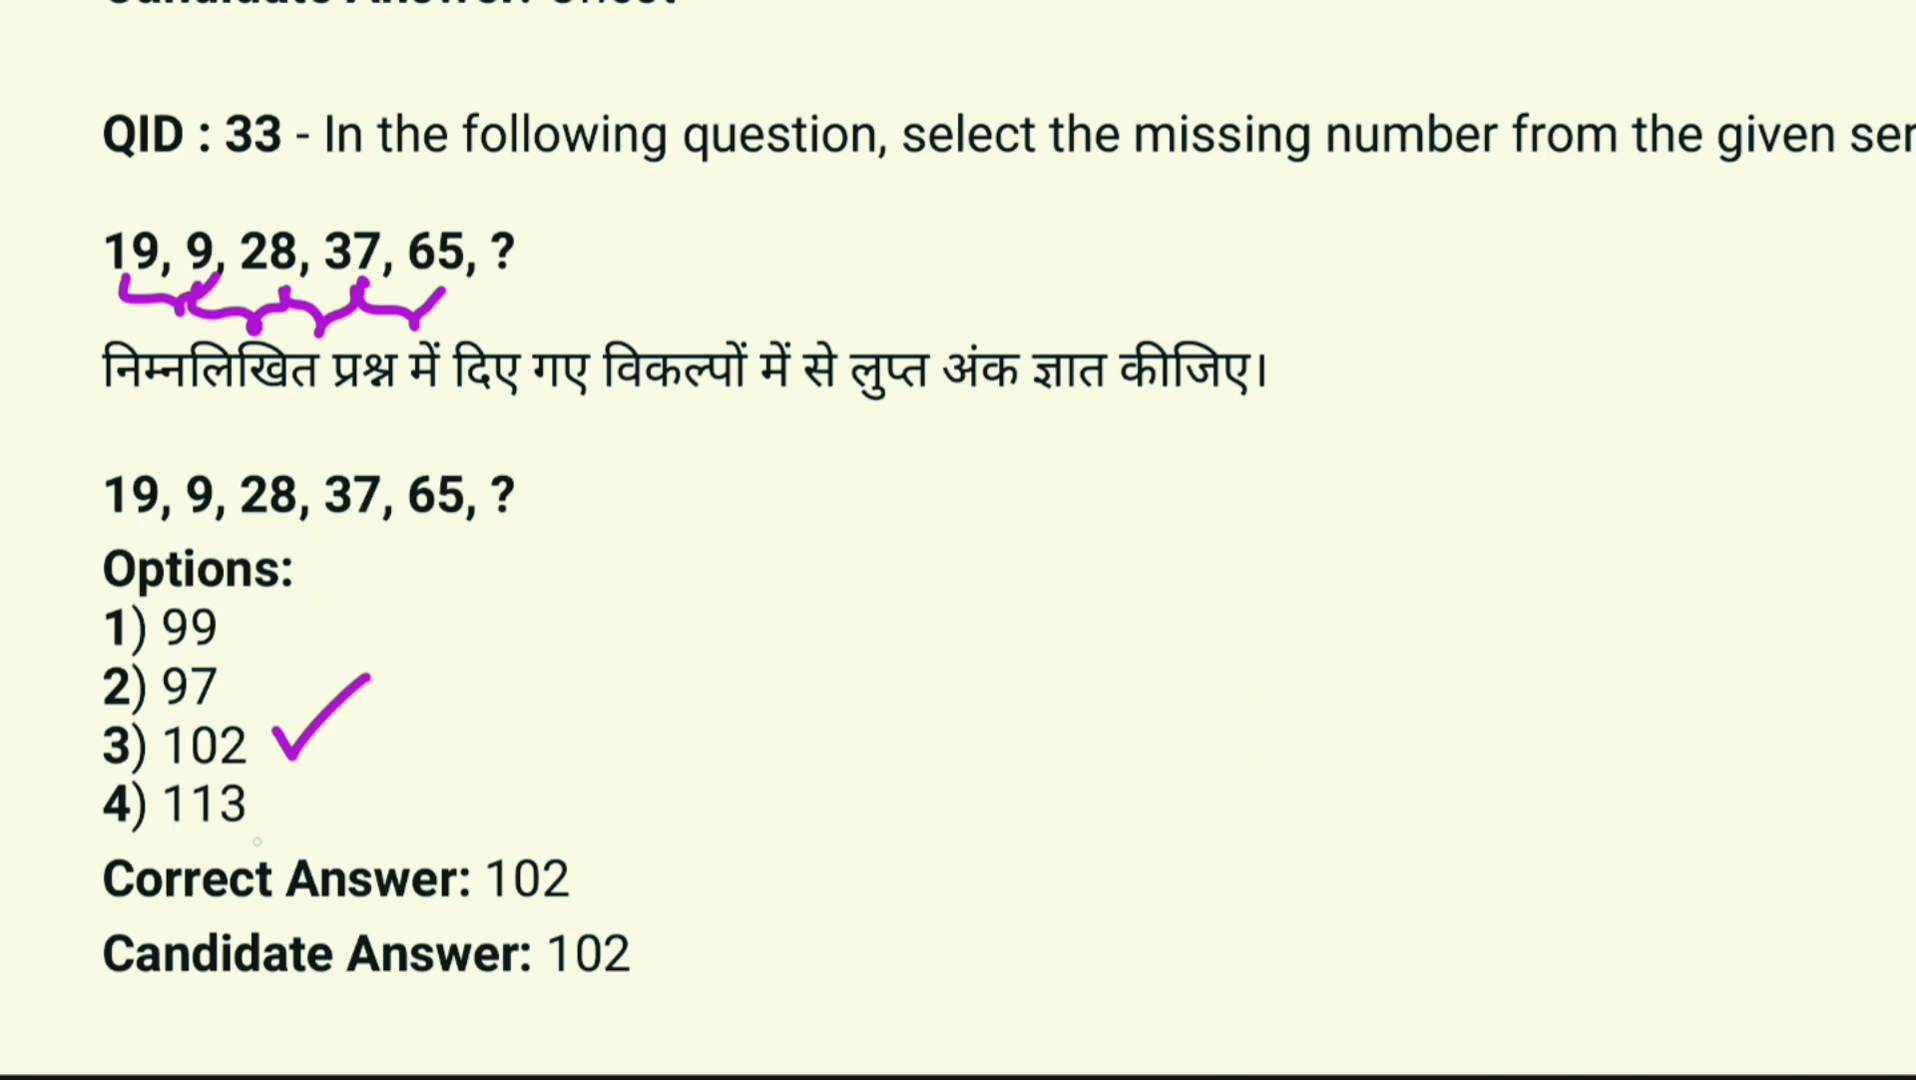 QID : 33 - In the following question, select the missing number from the given ser
19, 9, 28, 37, 65, ?
निम्नलिखित प्रश्न में दिए गए विकल्पों में से लुप्त अंक ज्ञात कीजिए।
19, 9, 28, 37, 65, ?
Options:
1) 99
2) 97
3) 102
4) 113
Correct Answer: 102
Candidate Answer: 102